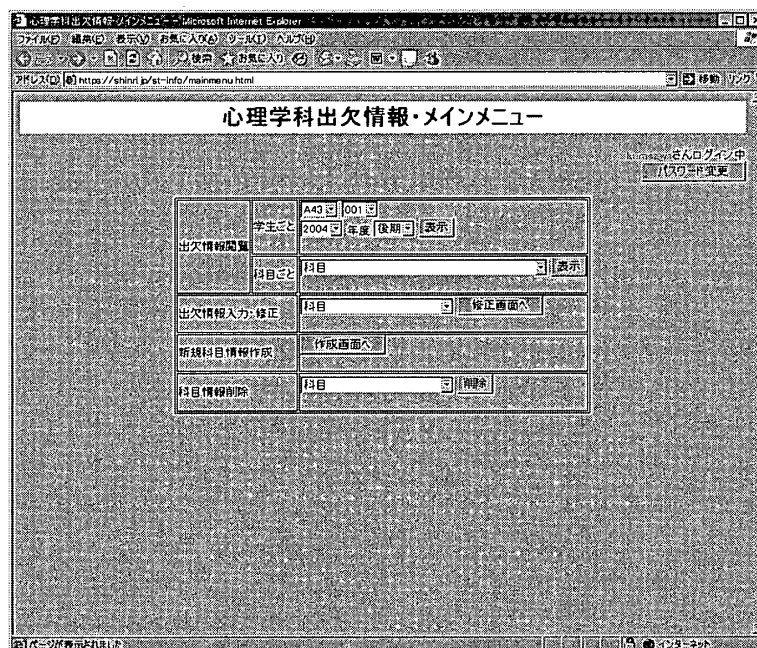 心理学科出欠情報・メインメニュー - Microsoft Internet Explorer
ファイル(F) 編集(E) 表示(V) お気に入り(A) ツール(T) ヘルプ(H)
戻る 検索 お気に入り
アドレス(D) https://shinri.jp/st-info/mainmenu.html 移動 リンク
心理学科出欠情報・メインメニュー
さんログイン中
パスワード変更
出欠情報閲覧 学生ごと A43 001
2004 年度 後期 表示
科目ごと 科目 表示
出欠情報入力・修正 科目 修正画面へ
新規科目情報作成 作成画面へ
科目情報削除 科目 削除
ページが表示されました インターネット